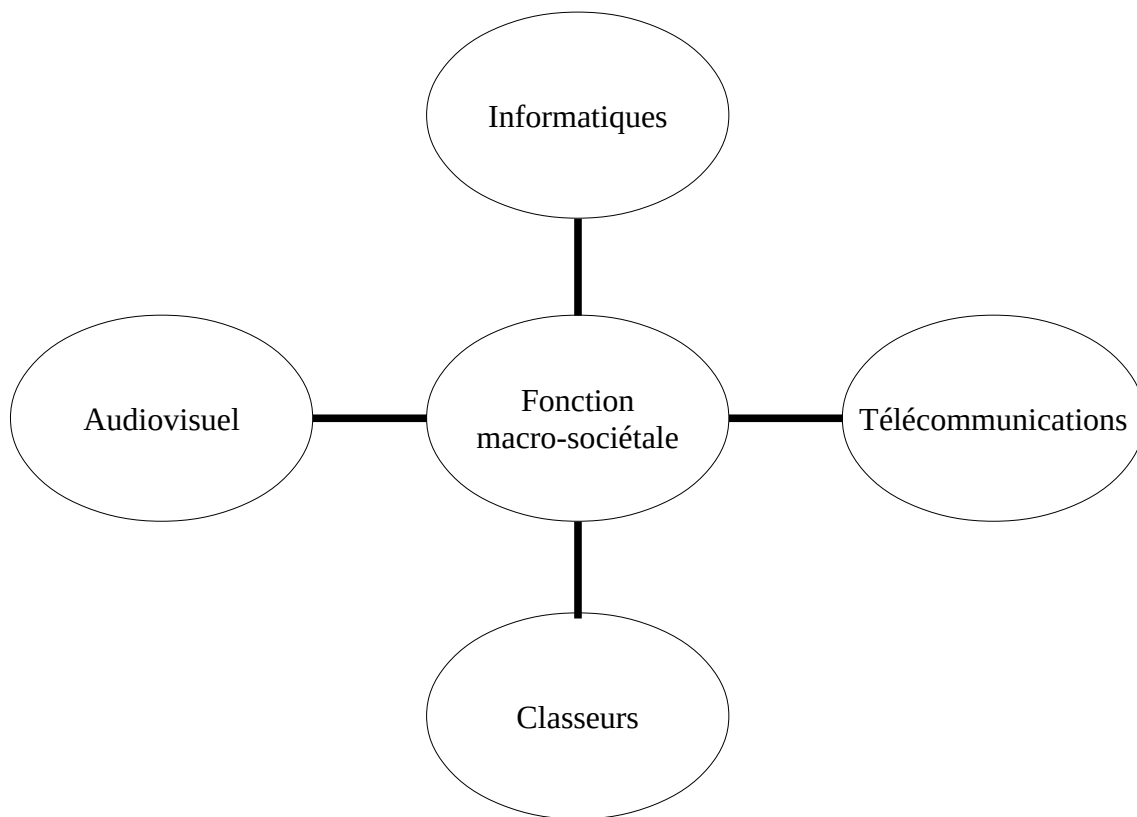 Informatiques
Audiovisuel
Fonction
macro-sociétale
Télécommunications
Classeurs